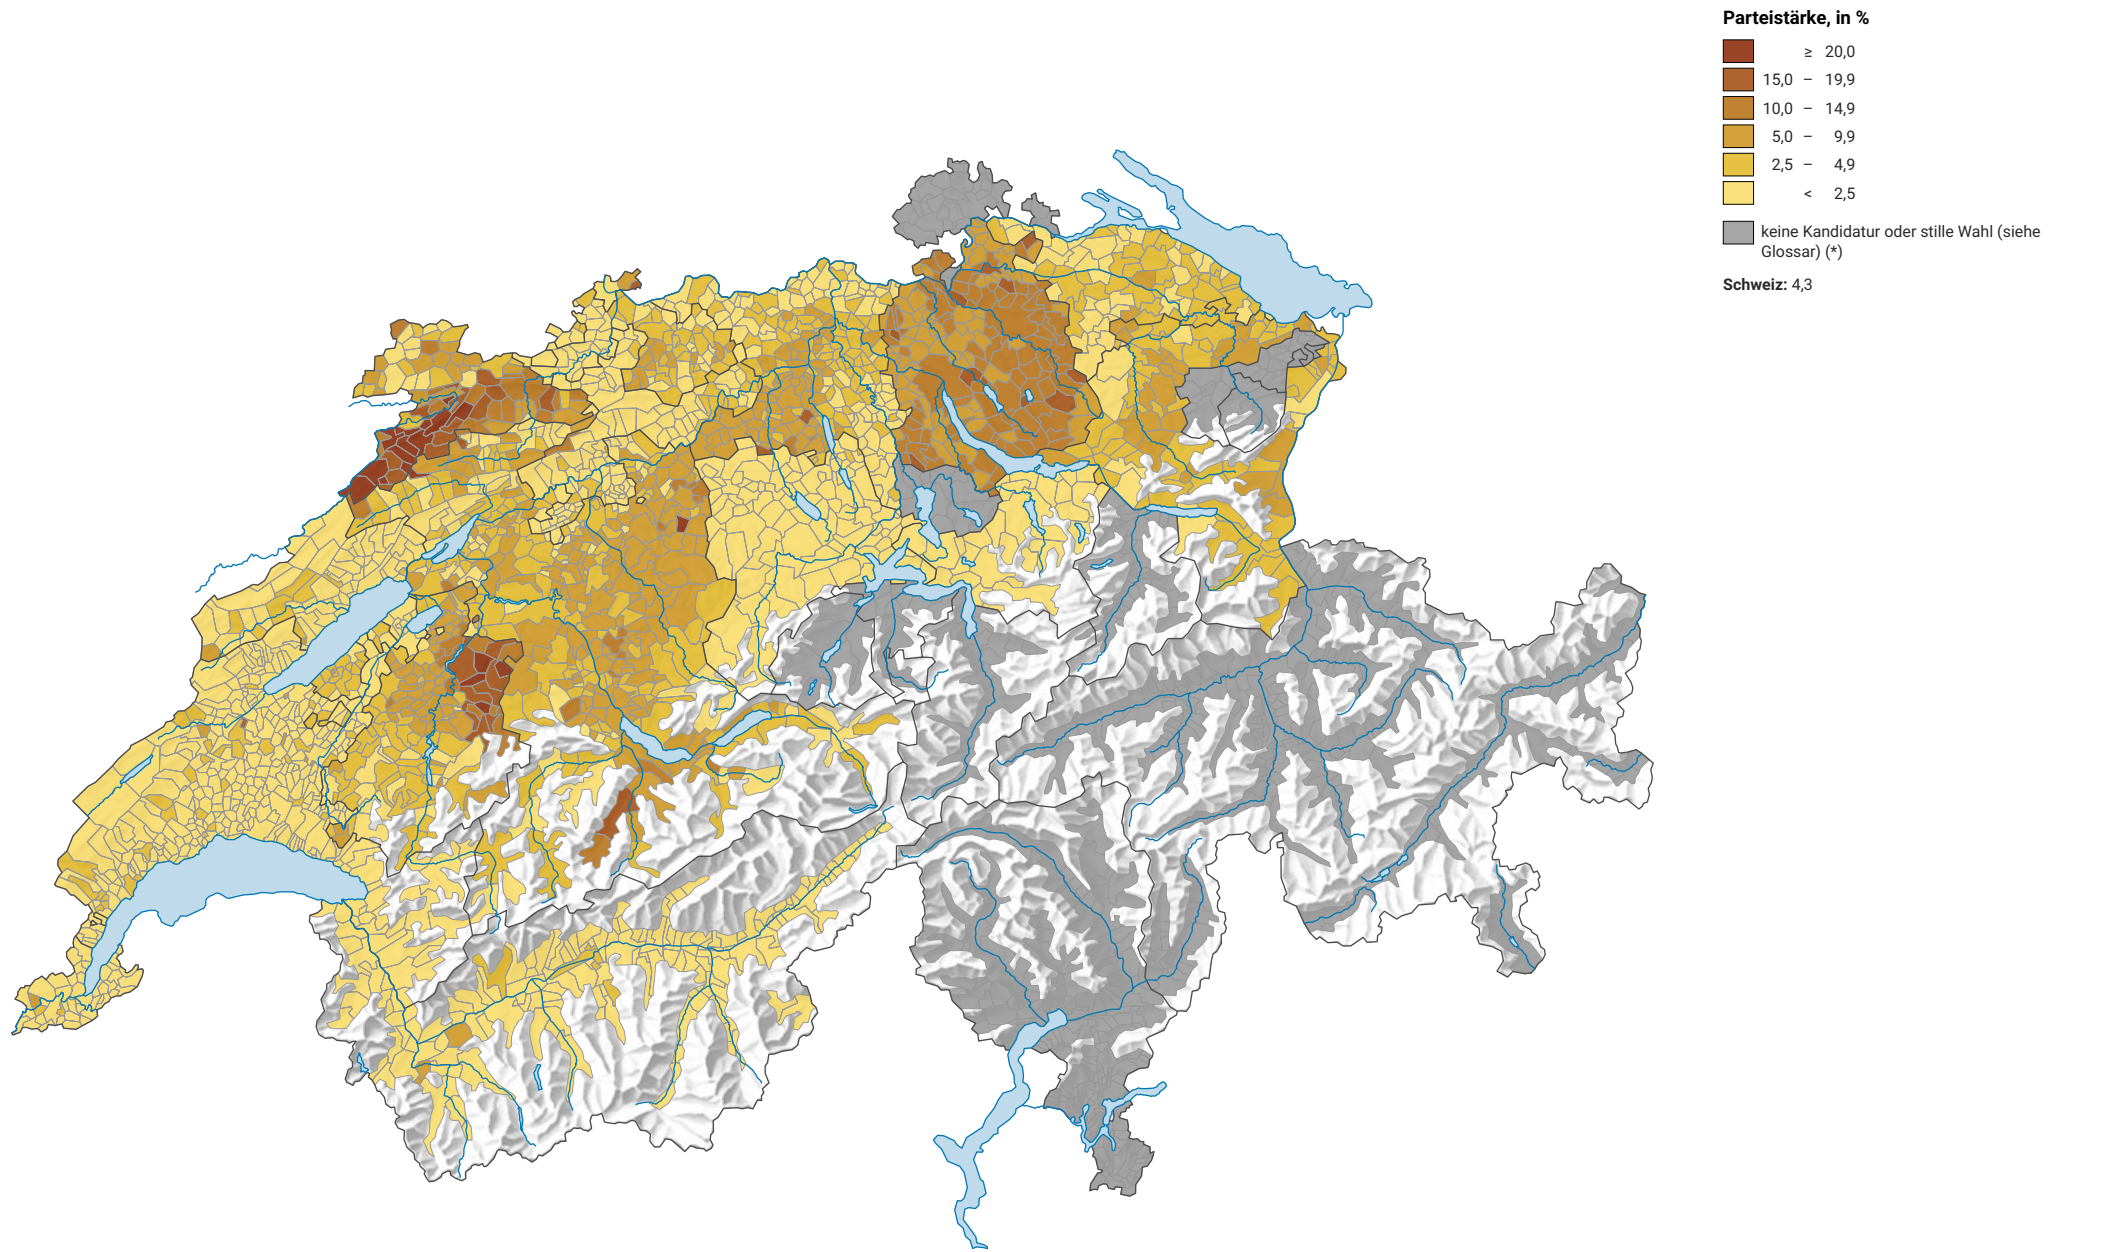 Parteistärke, in %
≥ 20,0
15,0 – 19,9
10,0 – 14,9
5,0 – 9,9
2,5 – 4,9
< 2,5
keine Kandidatur oder stille Wahl (siehe
Glossar) (*)
Schweiz: 4,3